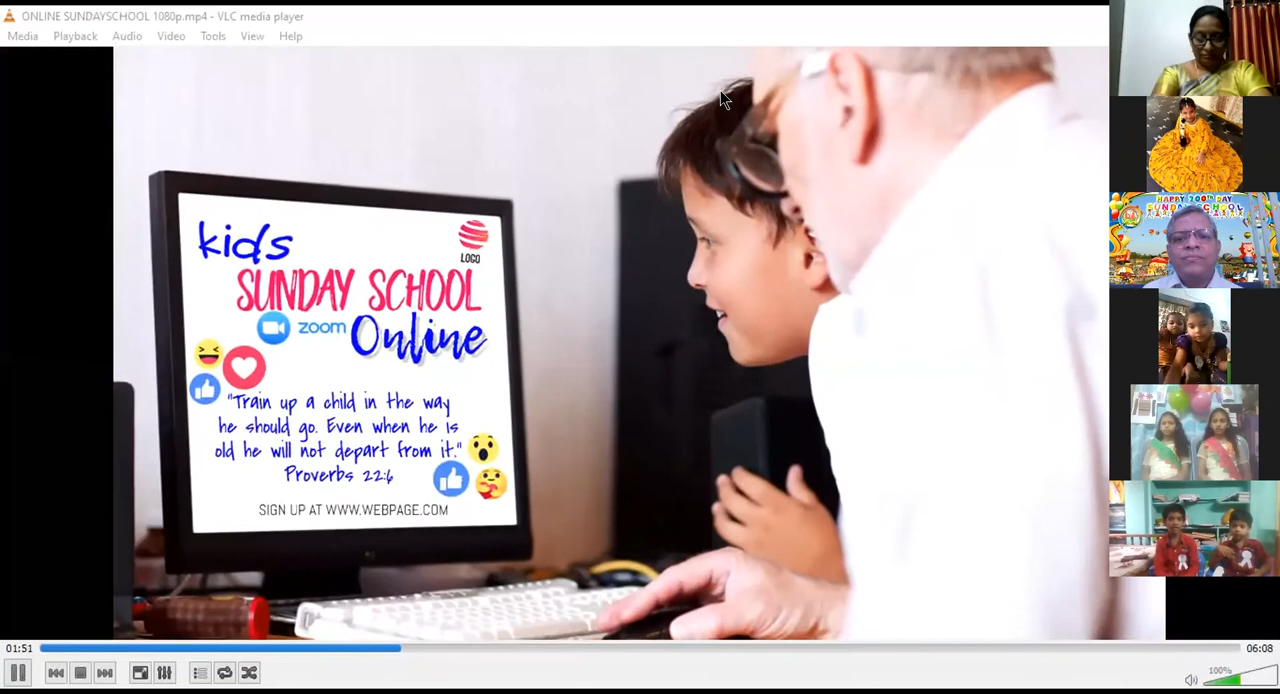 ONLINE SUNDAYSCHOOL 1080p.mp4 - VLC media player
Media Playback Audio Video Tools View Help
kids
LOGO
SUNDAY SCHOOL
zoom Online
"Train up a child in the way
he should go. Even when he is
old he will not depart from it."
Proverbs 22:6
SIGN UP AT WWW.WEBPAGE.COM
HAPPY 200th DAY
SUNDAY SCHOOL
01:51 06:08
100%